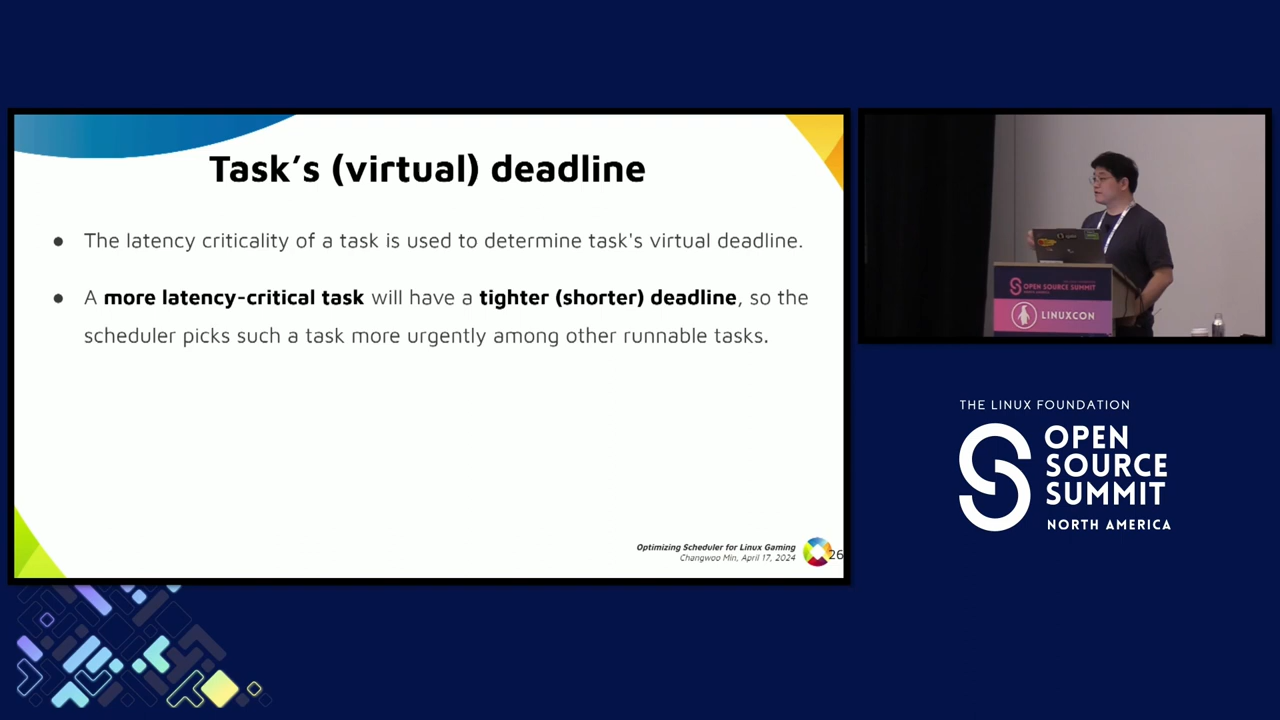 Task's (virtual) deadline
● The latency criticality of a task is used to determine task's virtual deadline.
● A more latency-critical task will have a tighter (shorter) deadline, so the
scheduler picks such a task more urgently among other runnable tasks.
Optimizing Scheduler for Linux Gaming
Changwoo Min, April 17, 2024
26
OPEN SOURCE SUMMIT
LINUXCON
THE LINUX FOUNDATION
OPEN
SOURCE
SUMMIT
NORTH AMERICA